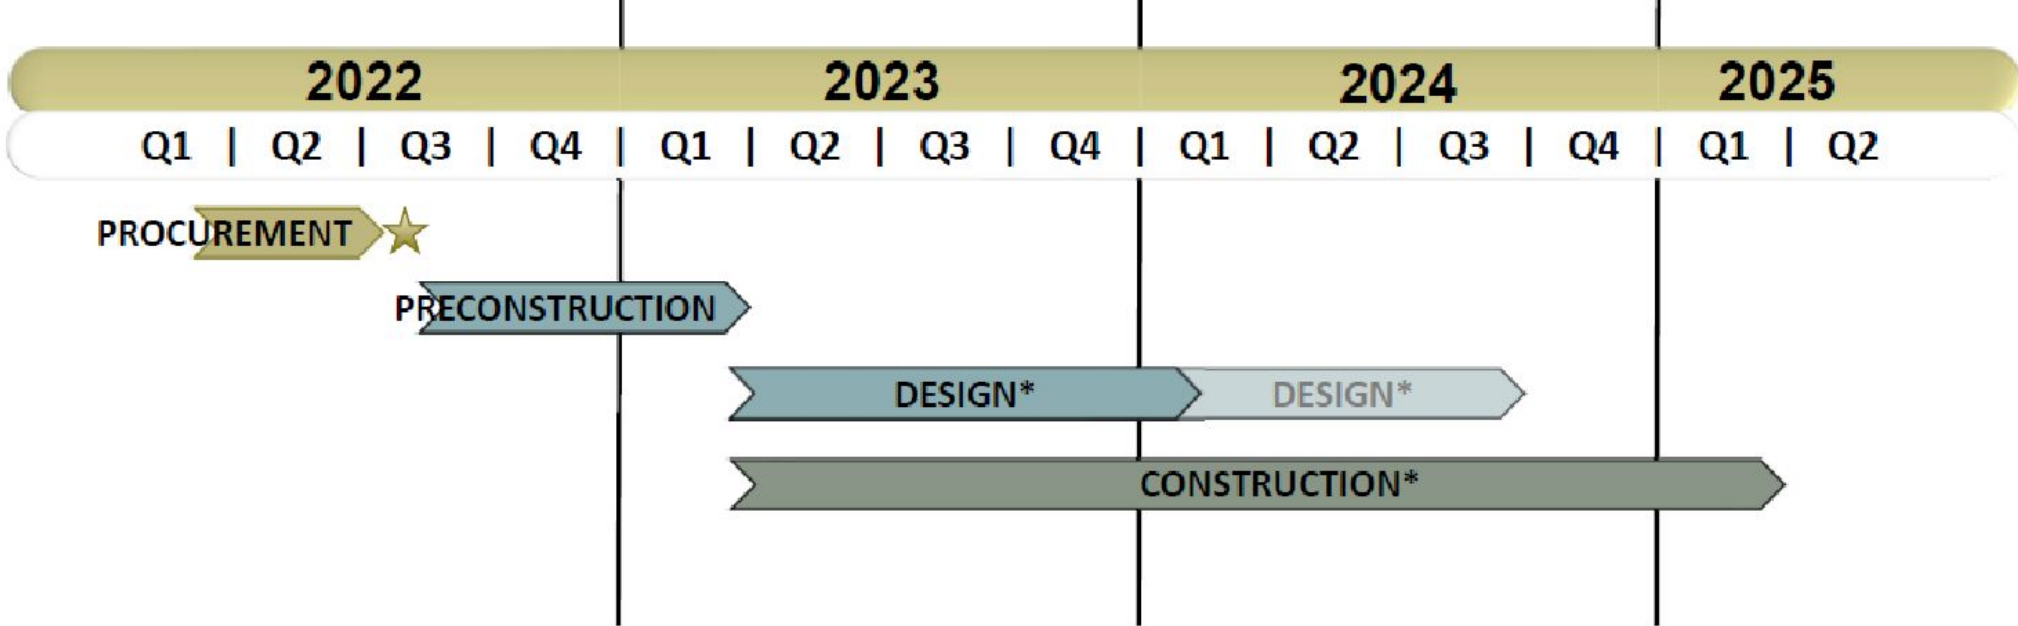 2022 2023 2024 2025
Q1 | Q2 | Q3 | Q4 | Q1 | Q2 | Q3 | Q4 | Q1 | Q2 | Q3 | Q4 | Q1 | Q2
PROCUREMENT
PRECONSTRUCTION
DESIGN* DESIGN*
CONSTRUCTION*